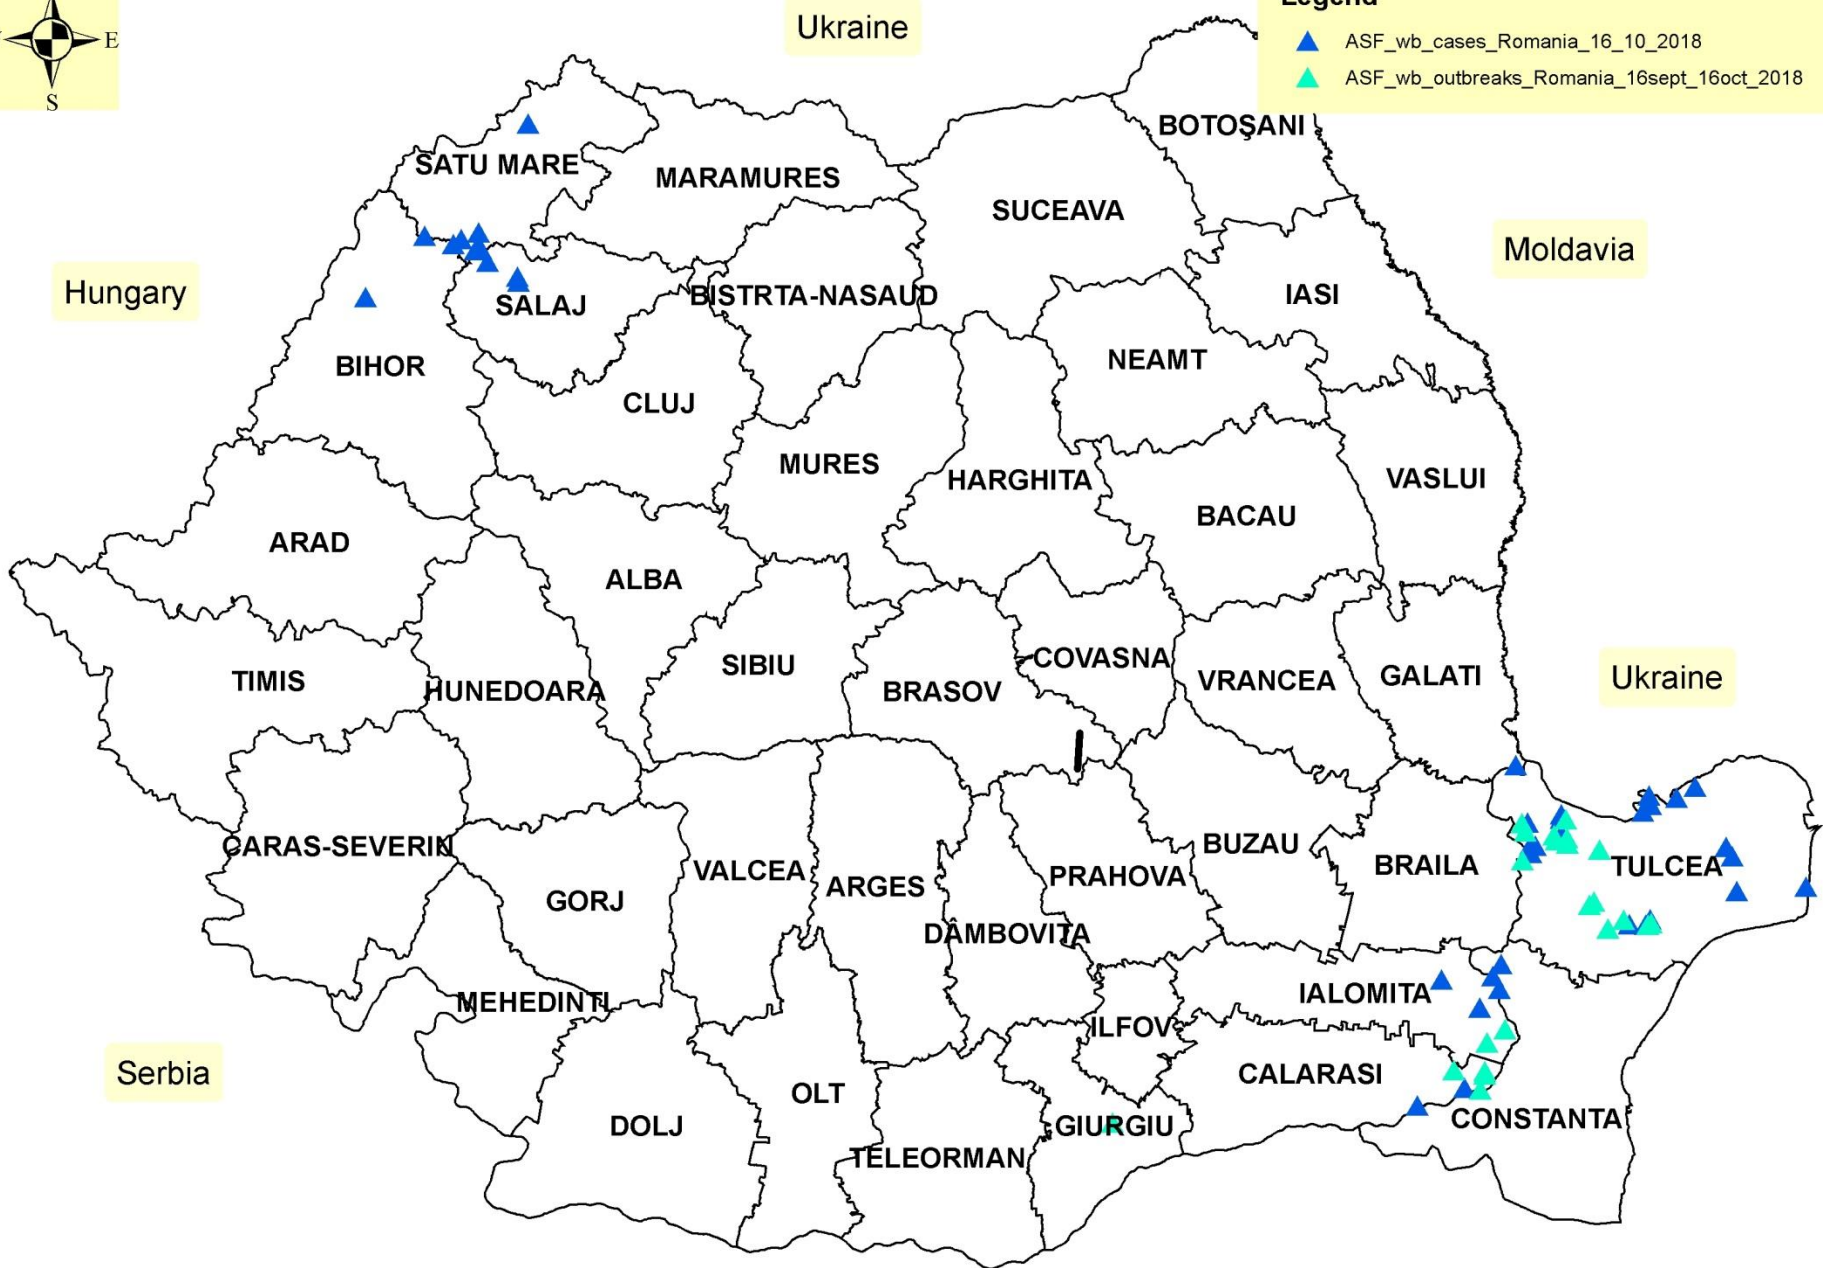 Ukraine
Legend
ASF_wb_cases_Romania_16_10_2018
ASF_wb_outbreaks_Romania_16sept_16oct_2018
E
S
BOTOŞANI
SATU MARE
MARAMURES
SUCEAVA
Moldavia
Hungary
SALAJ
BISTRTA-NASAUD
IASI
BIHOR
NEAMT
CLUJ
MURES
HARGHITA
VASLUI
BACAU
ARAD
ALBA
TIMIS
HUNEDOARA
SIBIU
BRASOV
COVASNA
VRANCEA
GALATI
Ukraine
CARAS-SEVERIN
GORJ
VALCEA
ARGES
DÂMBOVITA
PRAHOVA
BUZAU
BRAILA
TULCEA
MEHEDINTI
ILFOV
IALOMITA
Serbia
DOLJ
OLT
TELEORMAN
GIURGIU
CALARASI
CONSTANTA